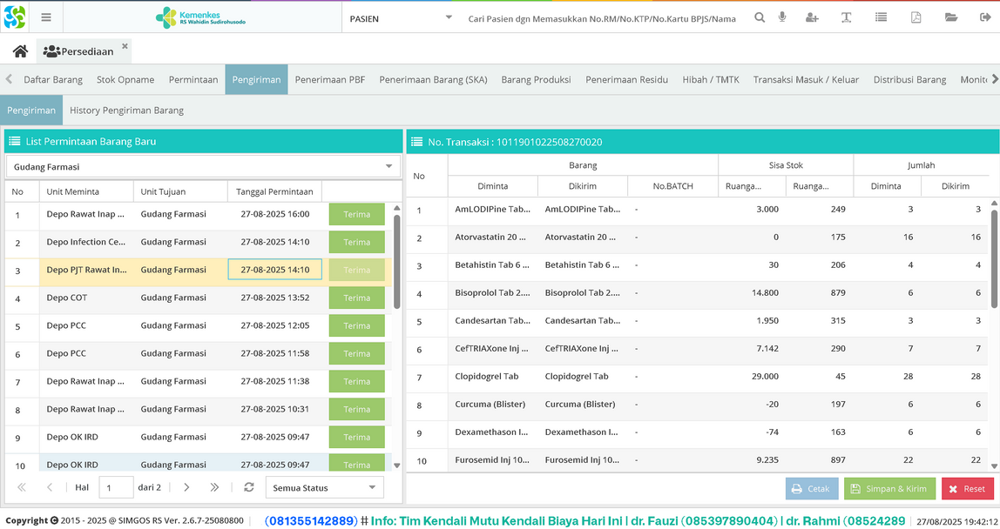 Kemenkes
RS Wahidin Sudirohusodo
PASIEN
Cari Pasien dgn Memasukkan No.RM/No.KTP/No.Kartu BPJS/Nama
Persediaan
Daftar Barang Stok Opname Permintaan Pengiriman Penerimaan PBF Penerimaan Barang (SKA) Barang Produksi Penerimaan Residu Hibah / TMTK Transaksi Masuk / Keluar Distribusi Barang Monit
Pengiriman History Pengiriman Barang
List Permintaan Barang Baru
Gudang Farmasi
No Unit Meminta Unit Tujuan Tanggal Permintaan
1 Depo Rawat Inap ... Gudang Farmasi 27-08-2025 16:00 Terima
2 Depo Infection Ce... Gudang Farmasi 27-08-2025 14:10 Terima
3 Depo PJT Rawat In... Gudang Farmasi 27-08-2025 14:10 Terima
4 Depo COT Gudang Farmasi 27-08-2025 13:52 Terima
5 Depo PCC Gudang Farmasi 27-08-2025 12:05 Terima
6 Depo PCC Gudang Farmasi 27-08-2025 11:58 Terima
7 Depo Rawat Inap ... Gudang Farmasi 27-08-2025 11:38 Terima
8 Depo Rawat Inap ... Gudang Farmasi 27-08-2025 10:31 Terima
9 Depo OK IRD Gudang Farmasi 27-08-2025 09:47 Terima
10 Depo OK IRD Gudang Farmasi 27-08-2025 09:47 Terima
Hal 1 dari 2 Semua Status
No. Transaksi : 1011901022508270020
No Barang Sisa Stok Jumlah
Diminta Dikirim No.BATCH Ruanga... Ruanga... Diminta Dikirim
1 AmLODIPine Tab... AmLODIPine Tab... - 3.000 249 3 3
2 Atorvastatin 20 ... Atorvastatin 20 ... - 0 175 16 16
3 Betahistin Tab 6 ... Betahistin Tab 6 ... - 30 206 4 4
4 Bisoprolol Tab 2.... Bisoprolol Tab 2.... - 14.800 879 6 6
5 Candesartan Tab... Candesartan Tab... - 1.950 315 3 3
6 CefTRIAXone Inj ... CefTRIAXone Inj ... - 7.142 290 7 7
7 Clopidogrel Tab Clopidogrel Tab - 29.000 45 28 28
8 Curcuma (Blister) Curcuma (Blister) - -20 197 6 6
9 Dexamethason I... Dexamethason I... - -74 163 6 6
10 Furosemid Inj 10... Furosemid Inj 10... - 9.235 897 22 22
Cetak Simpan & Kirim Reset
Copyright © 2015 - 2025 @ SIMGOS RS Ver. 2.6.7-25080800 (081355142889) # Info: Tim Kendali Mutu Kendali Biaya Hari Ini | dr. Fauzi (085397890404) | dr. Rahmi (08524289 27/08/2025 19:42:12